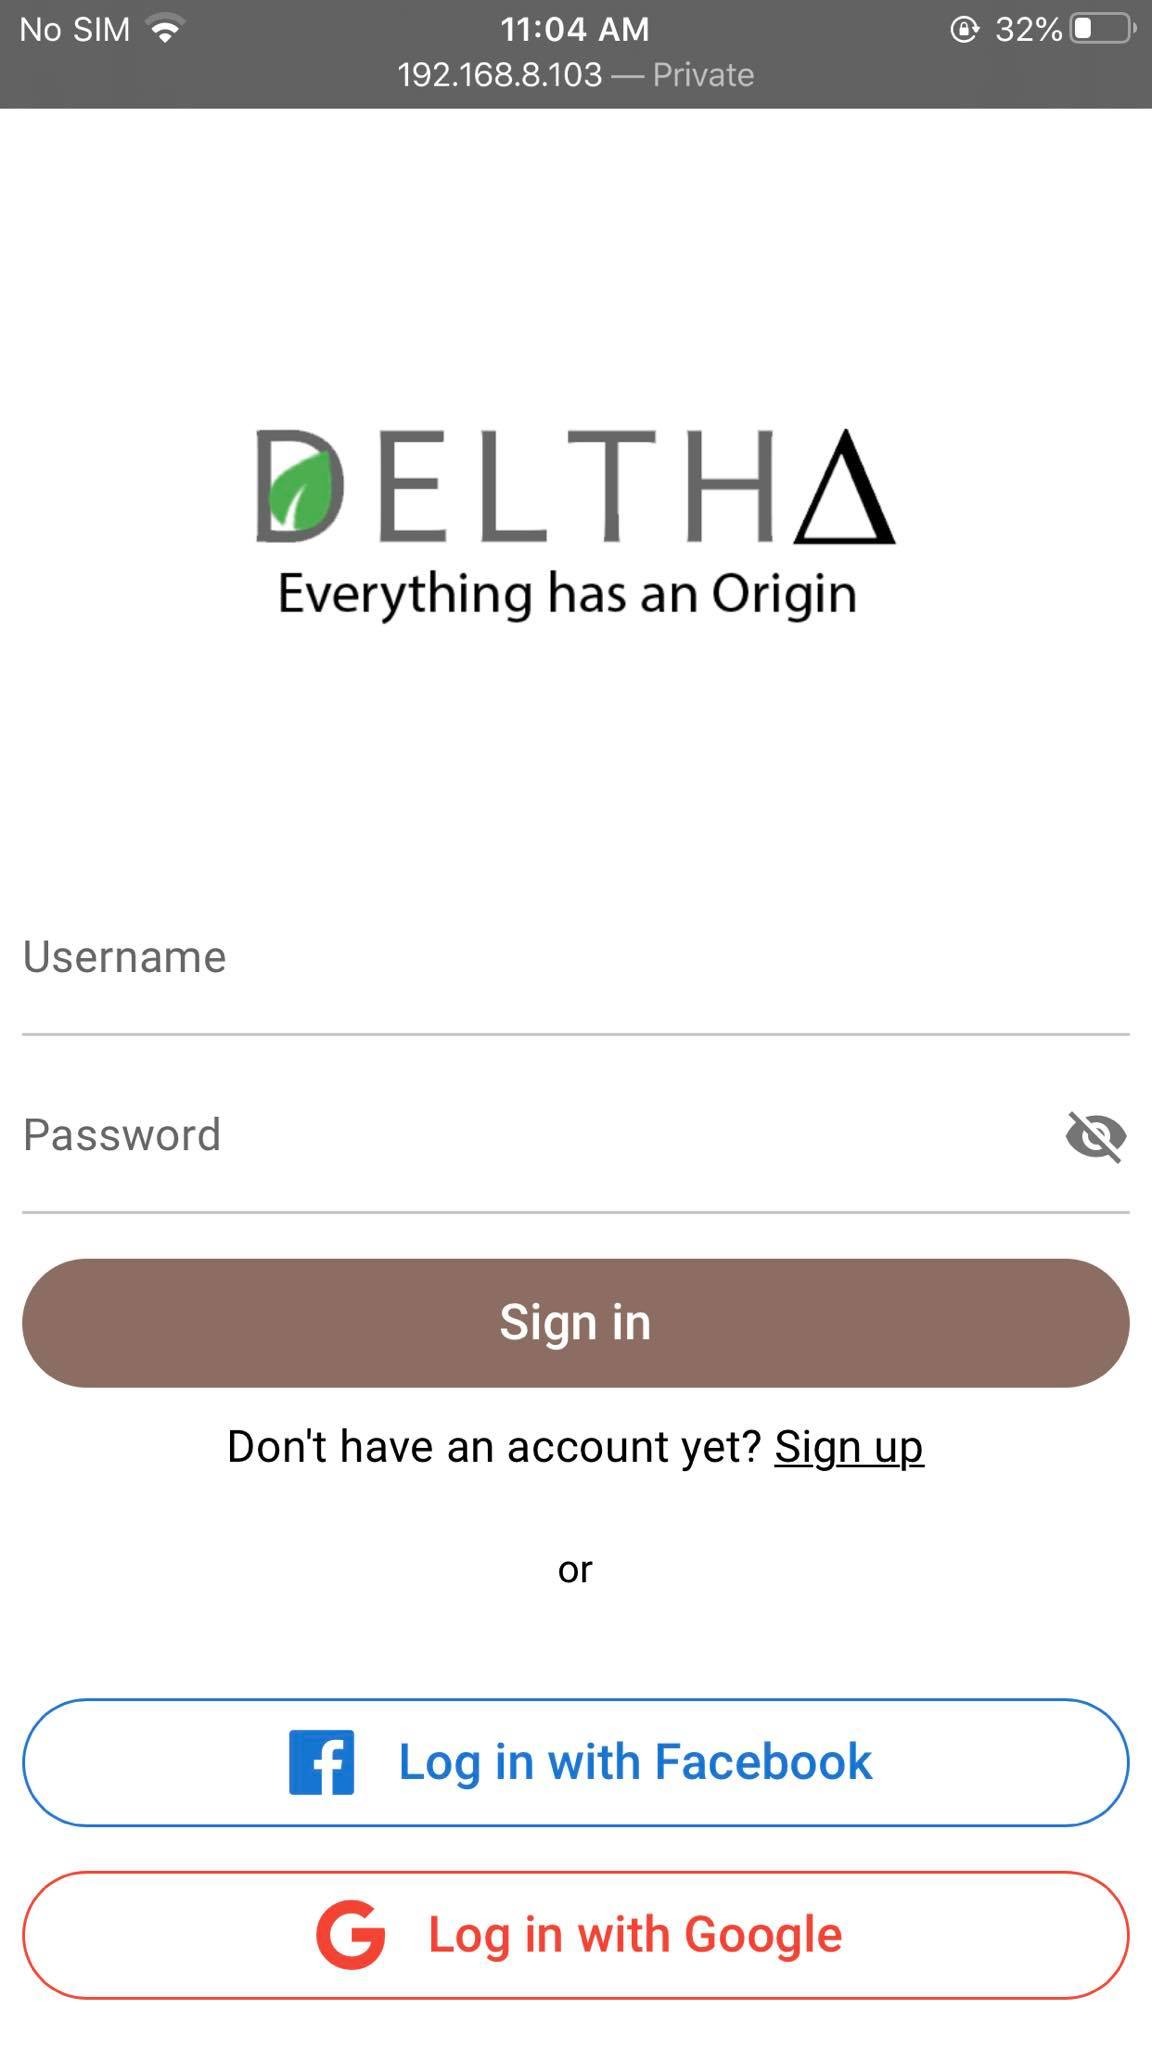 No SIM 11:04 AM 32%
192.168.8.103 — Private
DELTHΔ
Everything has an Origin
Username
Password
Sign in
Don't have an account yet? Sign up
or
Log in with Facebook
Log in with Google